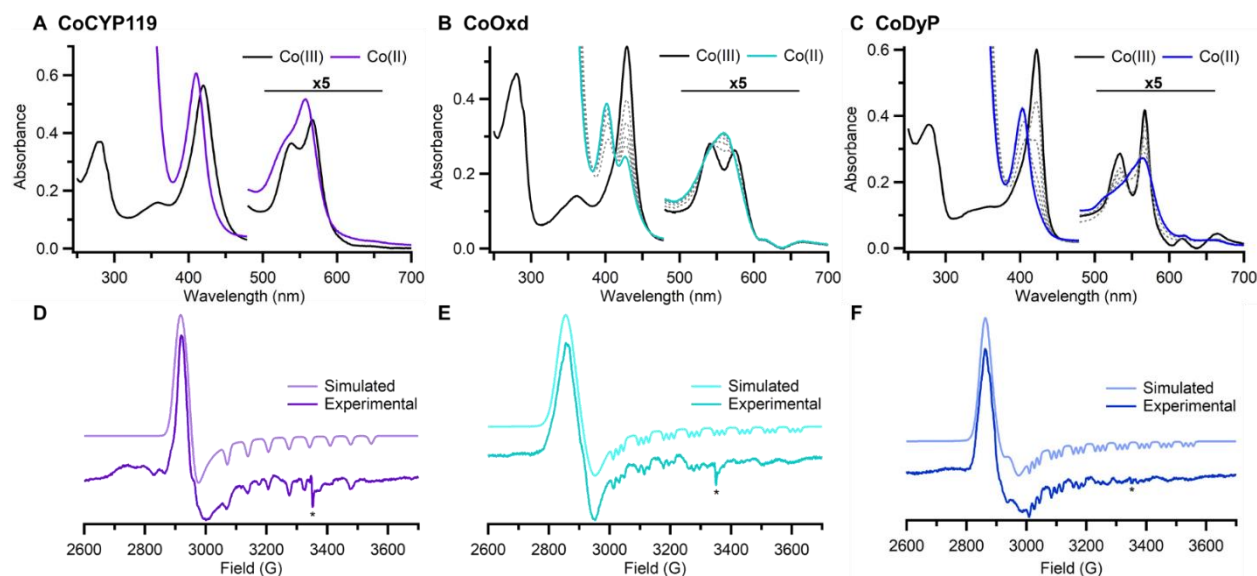 A CoCYP119
Co(III) Co(II)
x5
0.6
0.4
0.2
0.0
Absorbance
300 400 500 600 700
Wavelength (nm)
B CoOxd
Co(III) Co(II)
x5
0.4
0.2
0.0
Absorbance
300 400 500 600 700
Wavelength (nm)
C CoDyP
Co(III) Co(II)
x5
0.6
0.4
0.2
0.0
Absorbance
300 400 500 600 700
Wavelength (nm)
D
Simulated
Experimental
*
2600 2800 3000 3200 3400 3600
Field (G)
E
Simulated
Experimental
*
2600 2800 3000 3200 3400 3600
Field (G)
F
Simulated
Experimental
*
2600 2800 3000 3200 3400 3600
Field (G)